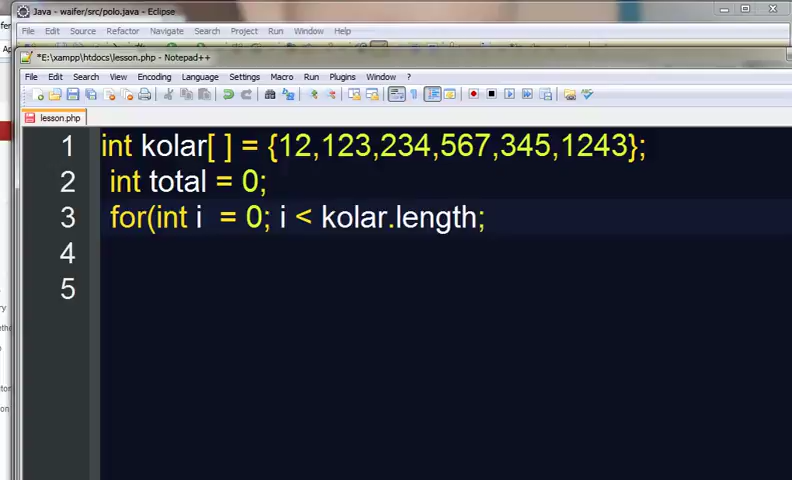 Java - waifer/src/polo.java - Eclipse
File Edit Source Refactor Navigate Search Project Run Window Help
*E:\xampp\htdocs\lesson.php - Notepad++
File Edit Search View Encoding Language Settings Macro Run Plugins Window ?
lesson.php
1 int kolar[ ] = {12,123,234,567,345,1243};
2 int total = 0;
3 for(int i  = 0; i < kolar.length;
4
5